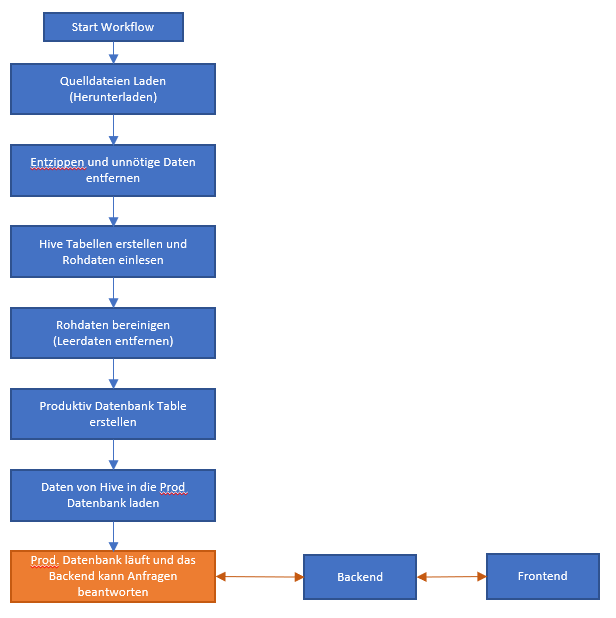 Start Workflow
Quelldateien Laden
(Herunterladen)
Entzippen und unnötige Daten
entfernen
Hive Tabellen erstellen und
Rohdaten einlesen
Rohdaten bereinigen
(Leerdaten entfernen)
Produktiv Datenbank Table
erstellen
Daten von Hive in die Prod
Datenbank laden
Prod. Datenbank läuft und das
Backend kann Anfragen
beantworten
Backend
Frontend